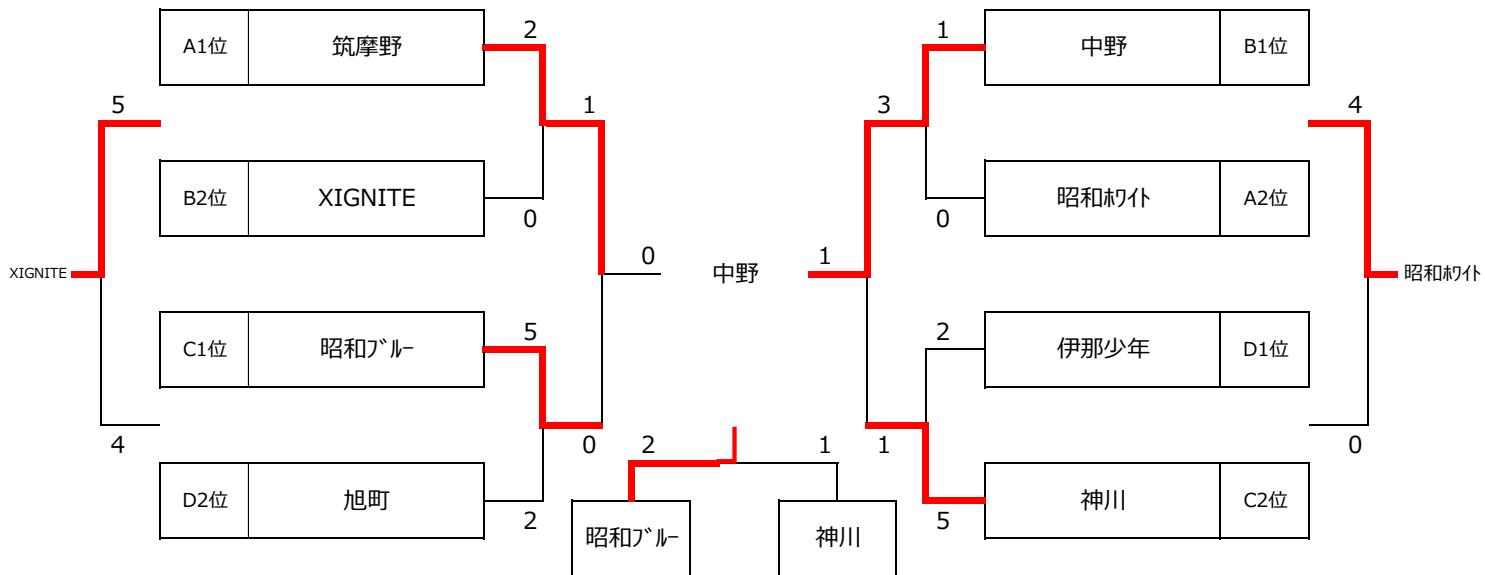 A1位 筑摩野 2 1 中野 B1位
5 1 3 4
B2位 XIGNITE 0 0 昭和ﾎﾜｲﾄ A2位
XIGNITE 0 中野 1 昭和ﾎﾜｲﾄ
C1位 昭和ﾌﾞﾙｰ 5 2 伊那少年 D1位
4 0 2 1 1 0
D2位 旭町 2 5 神川 C2位
昭和ﾌﾞﾙｰ 神川